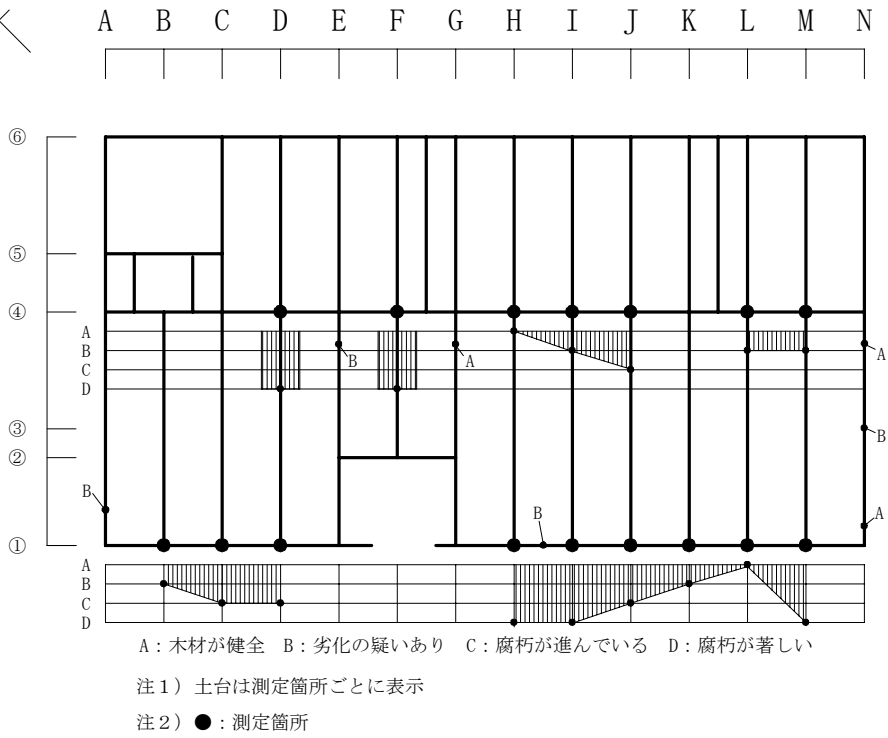 A B C D E F G H I J K L M N
⑥
⑤
④
A
B
C
D
B
A
A
③
B
②
B
B
A
①
A
B
C
D
A：木材が健全 B：劣化の疑いあり C：腐朽が進んでいる D：腐朽が著しい
注１）土台は測定箇所ごとに表示
注２）●：測定箇所